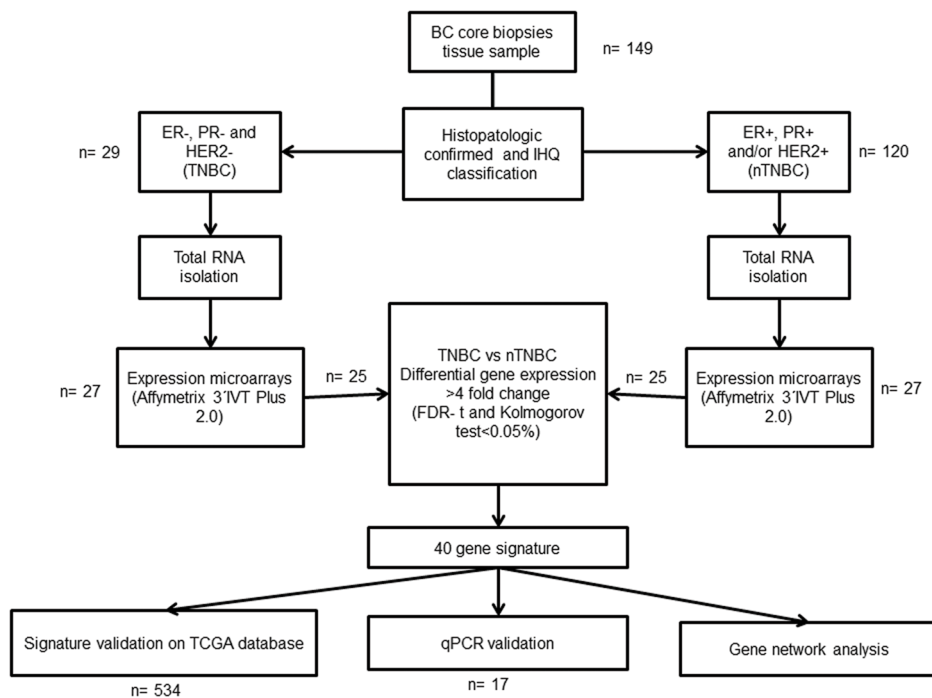 BC core biopsies
tissue sample
n= 149
ER-, PR- and
HER2-
(TNBC)
n= 29
Histopatologic
confirmed and IHQ
classification
ER+, PR+
and/or HER2+
(nTNBC)
n= 120
Total RNA
isolation
Total RNA
isolation
n= 27
Expression microarrays
(Affymetrix 3´IVT Plus
2.0)
n= 25
TNBC vs nTNBC
Differential gene expression
>4 fold change
(FDR- t and Kolmogorov
test<0.05%)
n= 25
Expression microarrays
(Affymetrix 3´IVT Plus
2.0)
n= 27
40 gene signature
Signature validation on TCGA database
n= 534
qPCR validation
n= 17
Gene network analysis